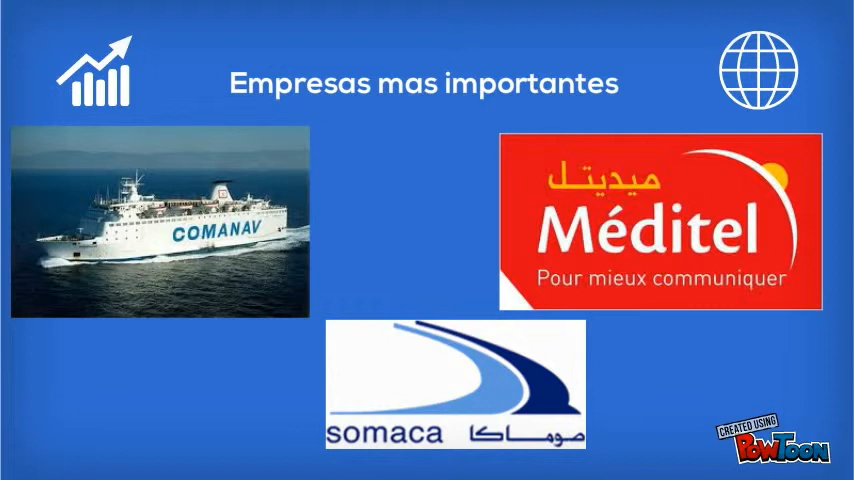 Empresas mas importantes
COMANAV
ميديتل
Méditel
Pour mieux communiquer
somaca صوماكا
CREATED USING
POWTOON